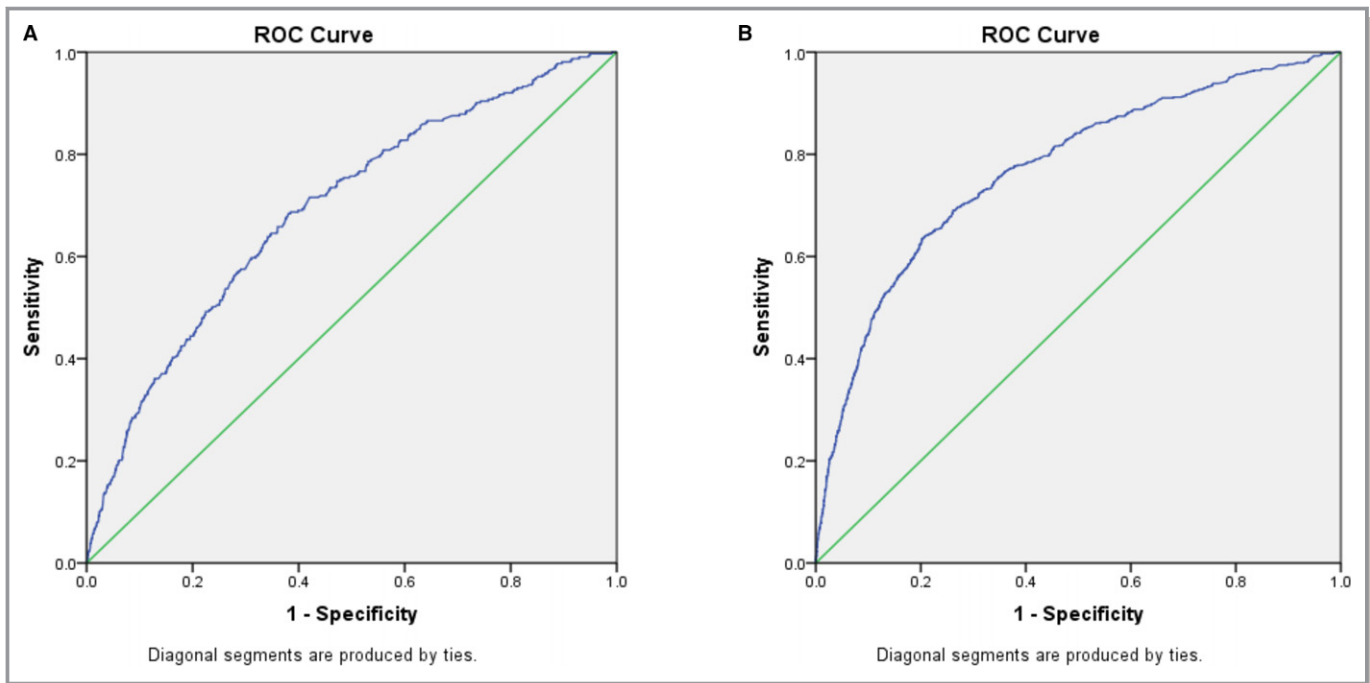 A
ROC Curve
1.0
0.8
0.6
0.4
0.2
0.0
Sensitivity
0.0 0.2 0.4 0.6 0.8 1.0
1 - Specificity
Diagonal segments are produced by ties.
B
ROC Curve
1.0
0.8
0.6
0.4
0.2
0.0
Sensitivity
0.0 0.2 0.4 0.6 0.8 1.0
1 - Specificity
Diagonal segments are produced by ties.